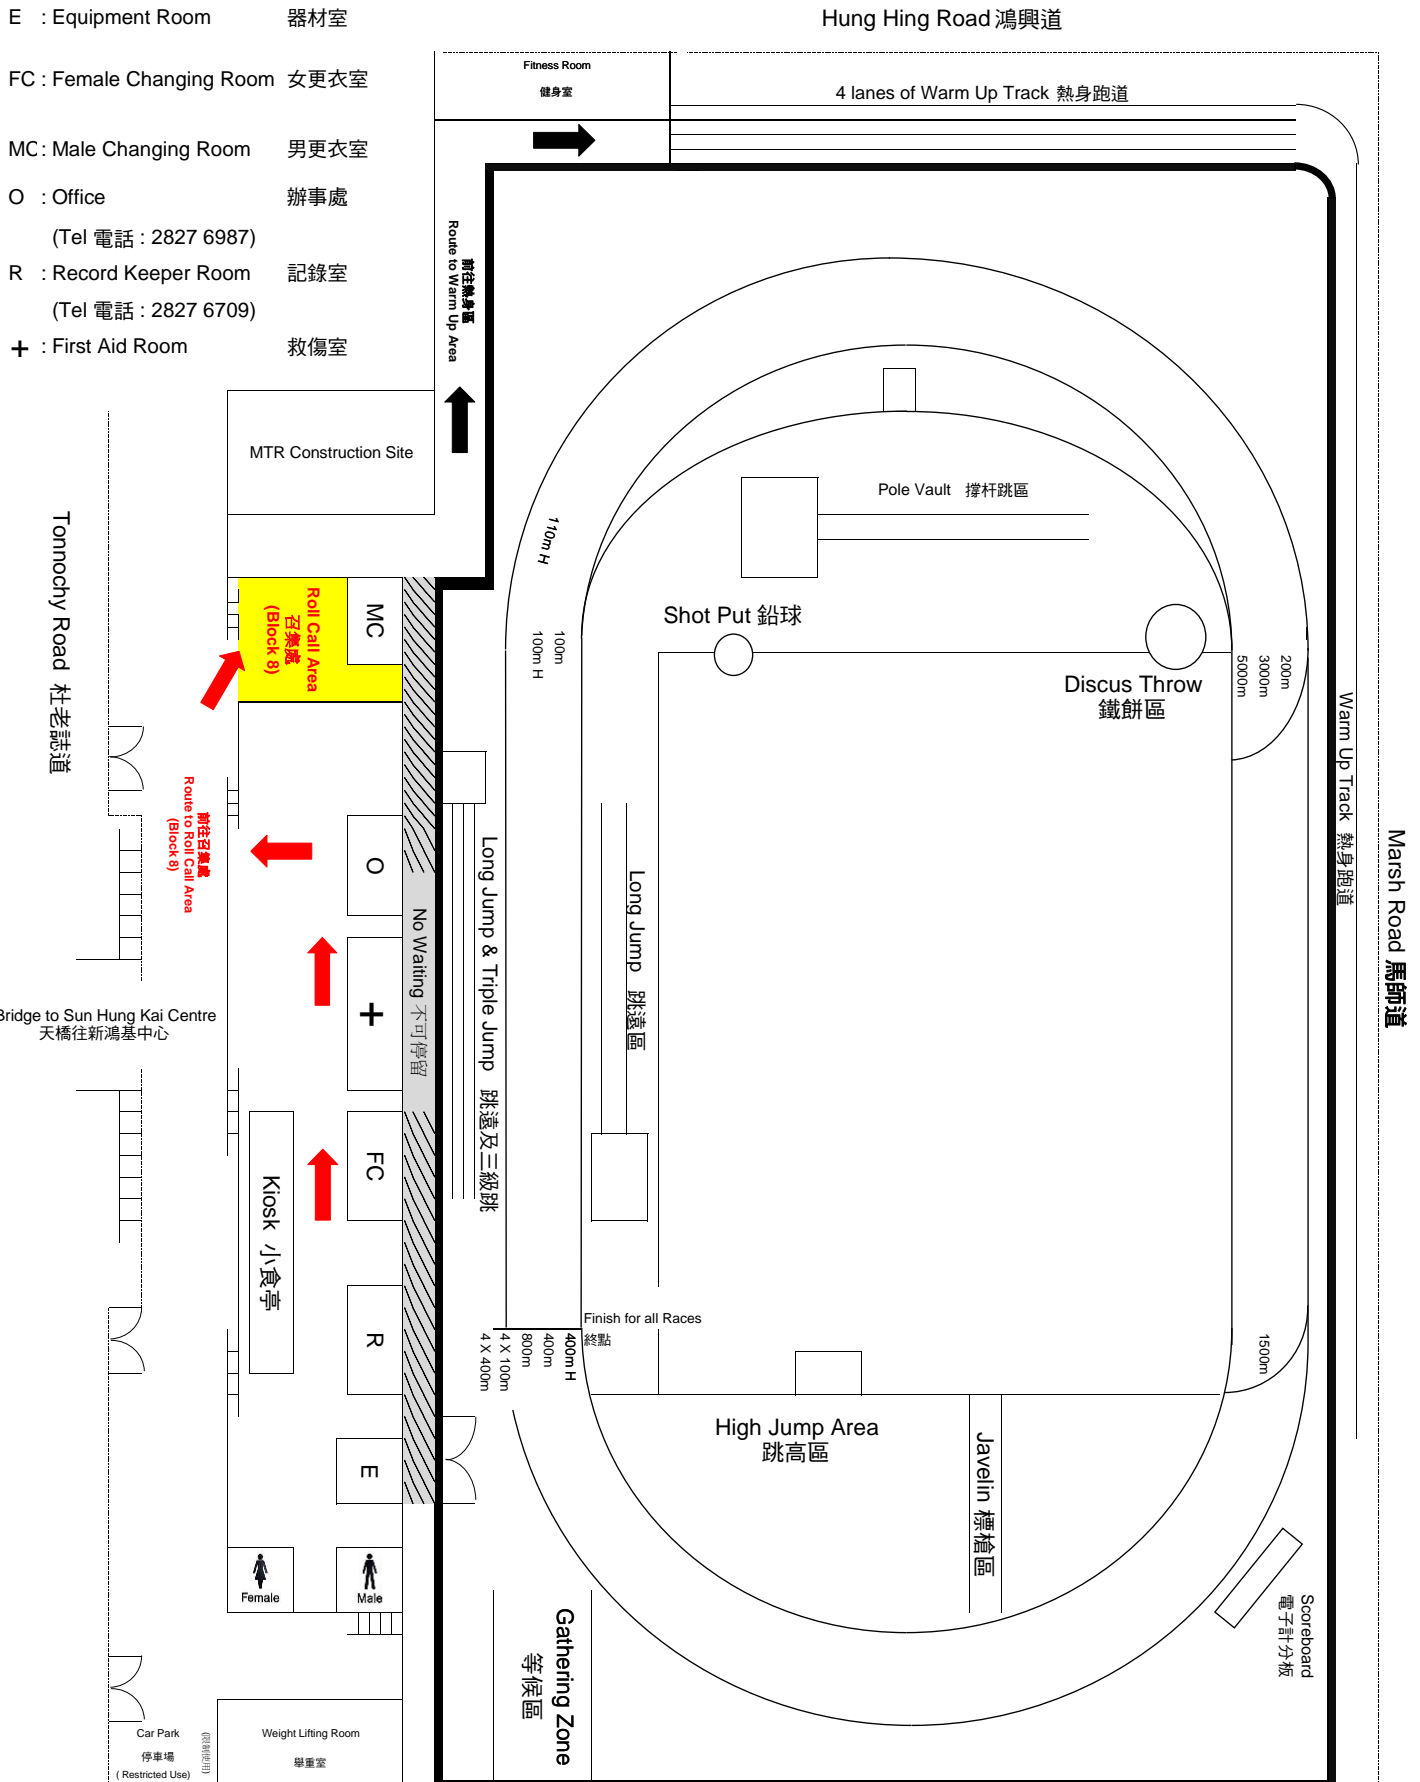 E : Equipment Room 器材室
FC : Female Changing Room 女更衣室
MC : Male Changing Room 男更衣室
O : Office 辦事處
(Tel 電話 : 2827 6987)
R : Record Keeper Room 記錄室
(Tel 電話 : 2827 6709)
+ : First Aid Room 救傷室
Hung Hing Road 鴻興道
Fitness Room
健身室
4 lanes of Warm Up Track 熱身跑道
前往熱身區
Route to Warm Up Area
MTR Construction Site
Tonnochy Road 杜老誌道
Roll Call Area
召集處
(Block 8)
MC
前往召集處
Route to Roll Call Area
(Block 8)
O
+
FC
R
E
Kiosk 小食亭
No Waiting 不可停留
Bridge to Sun Hung Kai Centre
天橋往新鴻基中心
Female
Male
Car Park
停車場
( Restricted Use)
(限制使用)
Weight Lifting Room
舉重室
110m H
100m
100m H
Pole Vault 撐杆跳區
Shot Put 鉛球
Discus Throw
鐵餅區
200m
3000m
5000m
Warm Up Track 熱身跑道
Marsh Road 馬師道
Long Jump & Triple Jump 跳遠及三級跳
Long Jump 跳遠區
Finish for all Races
終點
400m H
400m
800m
4 X 100m
4 X 400m
1500m
High Jump Area
跳高區
Javelin 標槍區
Scoreboard
電子計分板
Gathering Zone
等候區